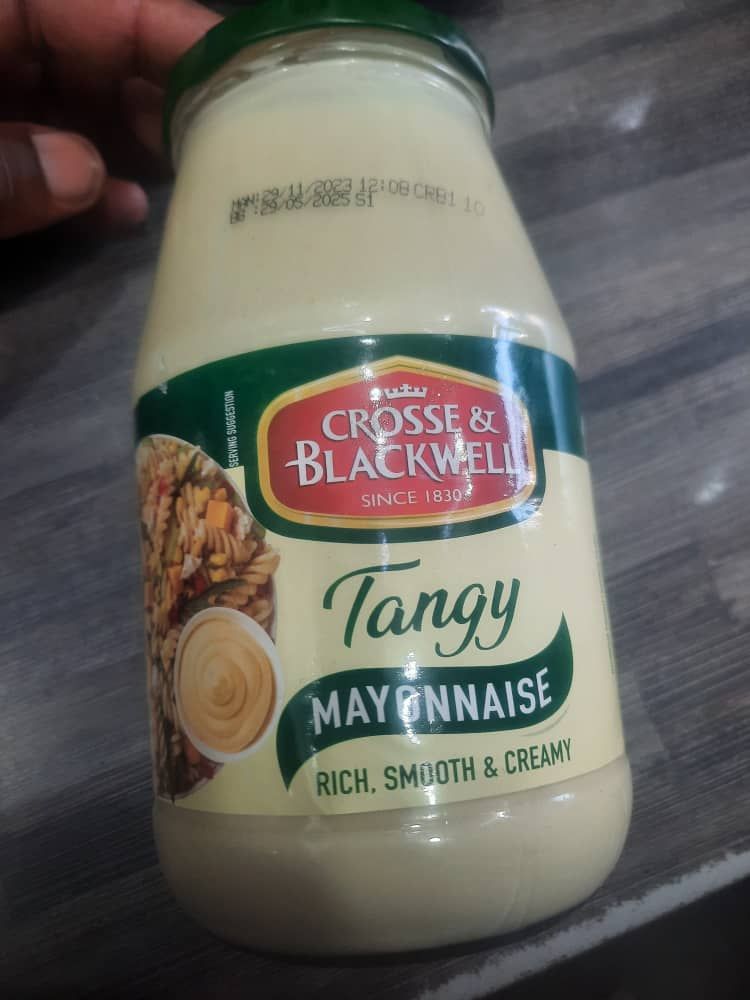 MAN:29/11/2023 12:08 CRB1 10
BB :29/05/2025 S1
SERVING SUGGESTION
CROSSE &
BLACKWELL
SINCE 1830
Tangy
MAYONNAISE
RICH, SMOOTH & CREAMY